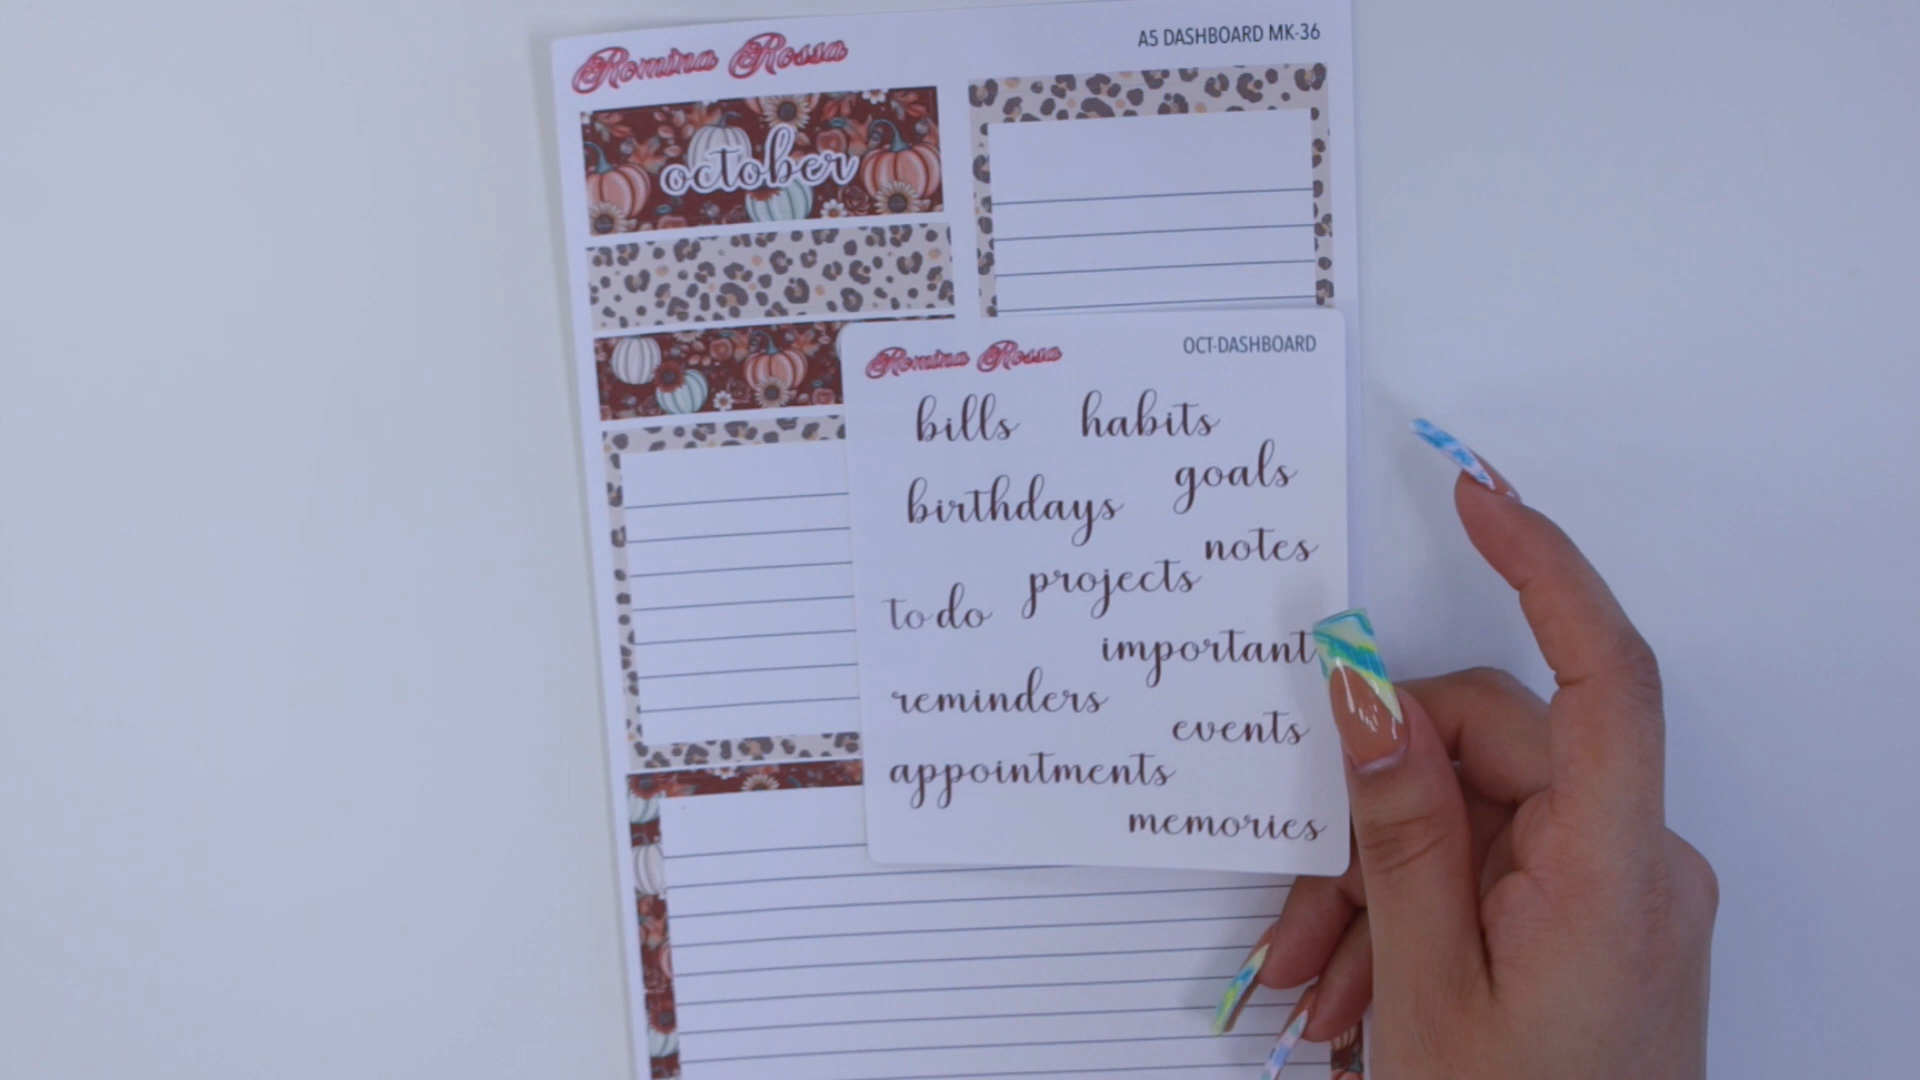 Romina Rossa
A5 DASHBOARD MK-36
october
Romina Rossa
OCT-DASHBOARD
bills
habits
goals
birthdays
notes
projects
to do
important
reminders
events
appointments
memories